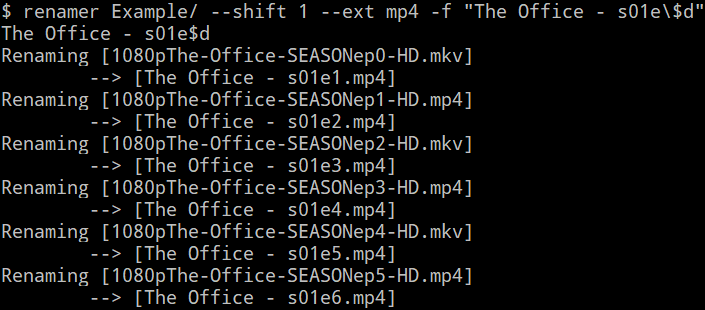 $ renamer Example/ --shift 1 --ext mp4 -f "The Office - s01e\$d"
The Office - s01e$d
Renaming [1080pThe-Office-SEASONep0-HD.mkv]
        --> [The Office - s01e1.mp4]
Renaming [1080pThe-Office-SEASONep1-HD.mp4]
        --> [The Office - s01e2.mp4]
Renaming [1080pThe-Office-SEASONep2-HD.mkv]
        --> [The Office - s01e3.mp4]
Renaming [1080pThe-Office-SEASONep3-HD.mp4]
        --> [The Office - s01e4.mp4]
Renaming [1080pThe-Office-SEASONep4-HD.mkv]
        --> [The Office - s01e5.mp4]
Renaming [1080pThe-Office-SEASONep5-HD.mp4]
        --> [The Office - s01e6.mp4]